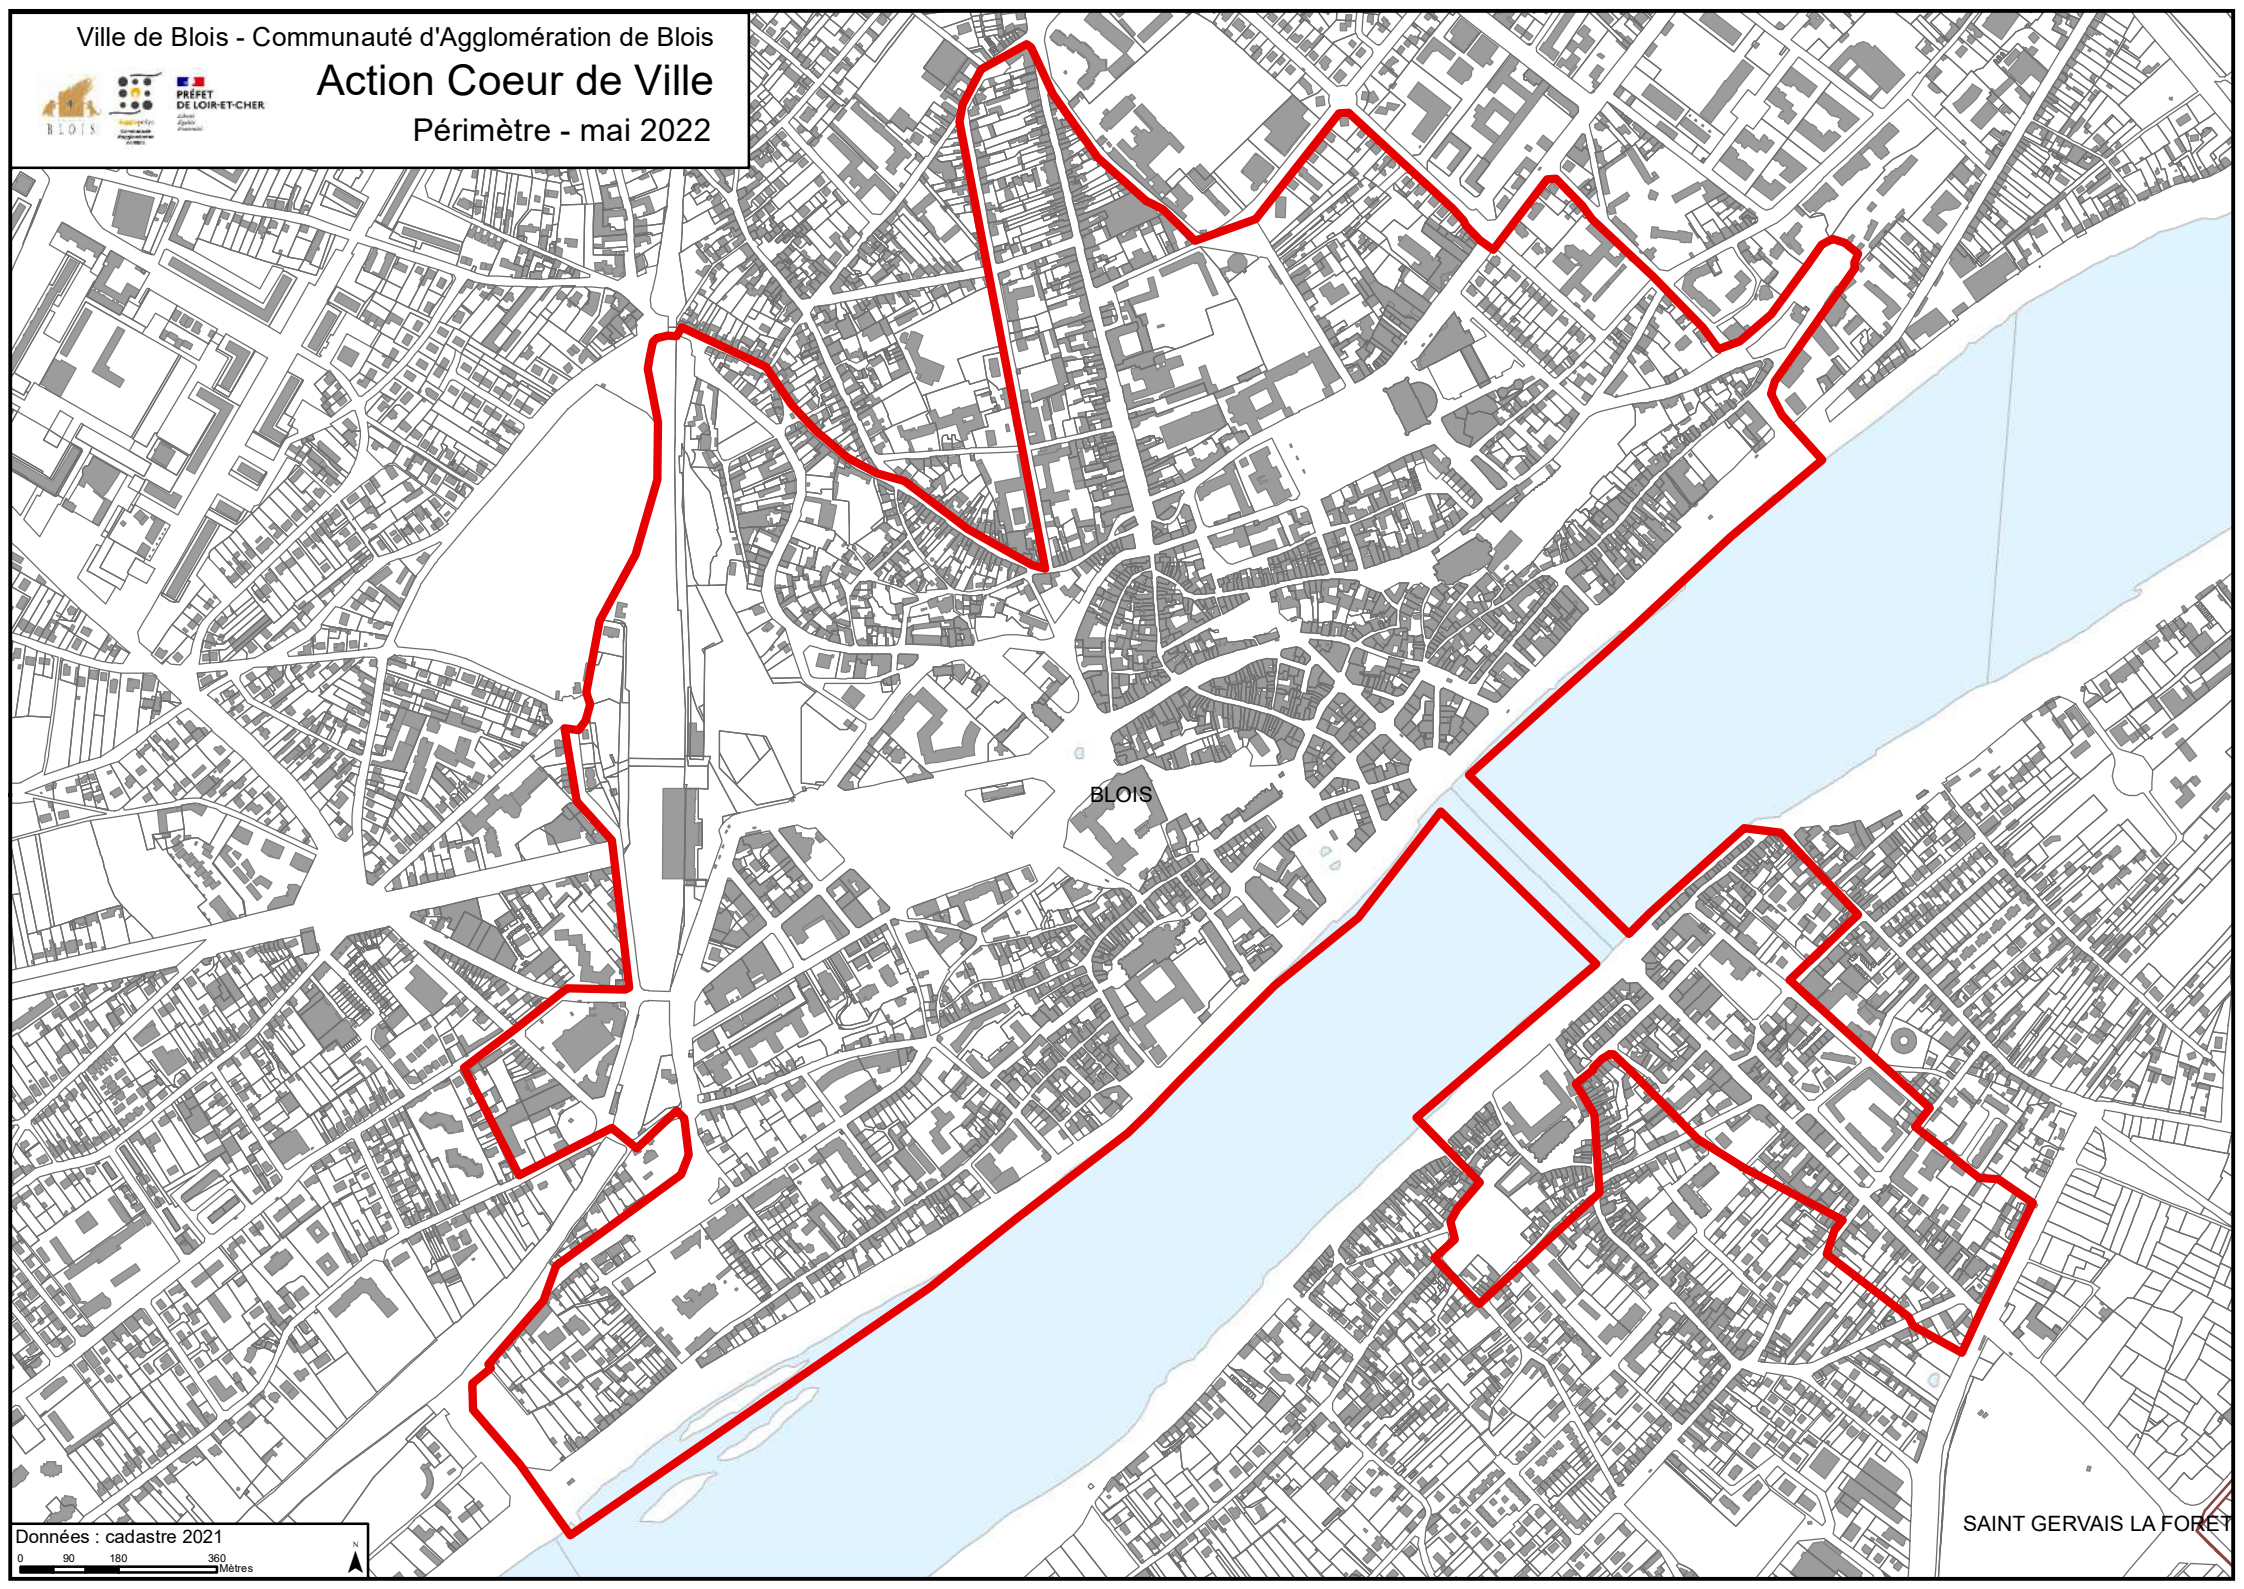 Ville de Blois - Communauté d'Agglomération de Blois
Action Coeur de Ville
Périmètre - mai 2022
BLOIS
PRÉFET
DE LOIR-ET-CHER
BLOIS
SAINT GERVAIS LA FORET
Données : cadastre 2021
0 90 180 360
Mètres
N